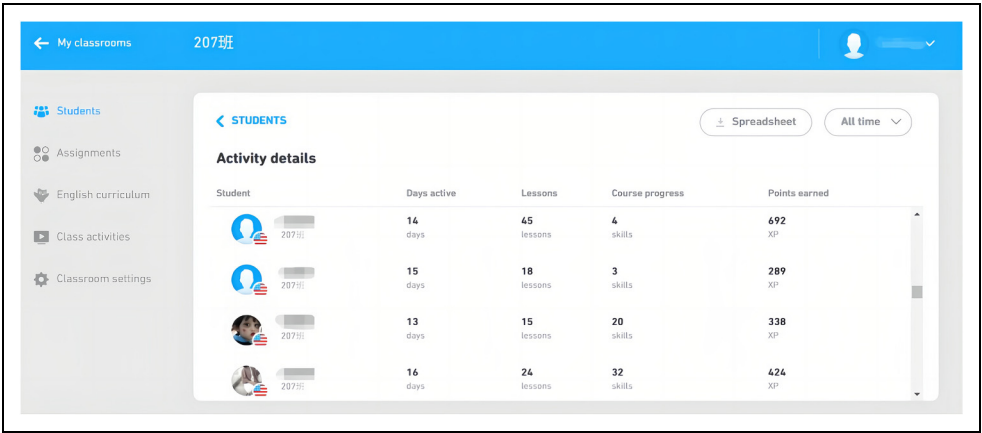 My classrooms
207班
Students
Assignments
English curriculum
Class activities
Classroom settings
STUDENTS
Spreadsheet
All time
Activity details
Student Days active Lessons Course progress Points earned
14 45 4 692
207班 days lessons skills XP
15 18 3 289
207班 days lessons skills XP
13 15 20 338
207班 days lessons skills XP
16 24 32 424
207班 days lessons skills XP